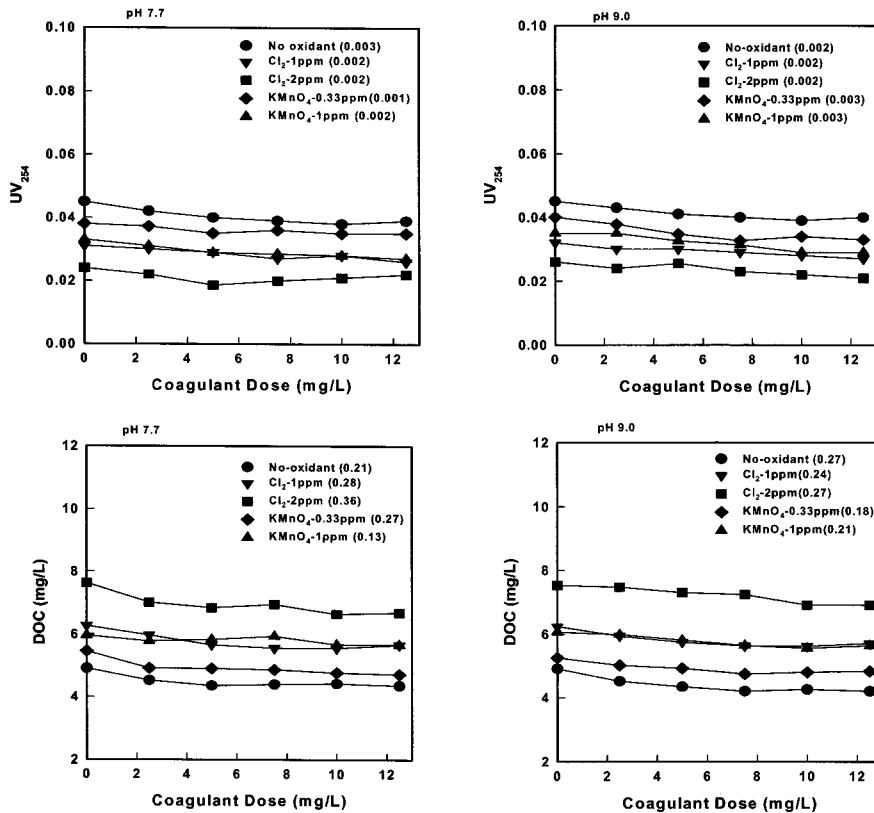 pH 7.7
0.10
0.08
0.06
0.04
0.02
0.00
UV254
No oxidant (0.003)
Cl2-1ppm (0.002)
Cl2-2ppm (0.002)
KMnO4-0.33ppm(0.001)
KMnO4-1ppm (0.002)
0 2 4 6 8 10 12
Coagulant Dose (mg/L)
pH 9.0
0.10
0.08
0.06
0.04
0.02
0.00
UV254
No-oxidant (0.002)
Cl2-1ppm (0.002)
Cl2-2ppm (0.002)
KMnO4-0.33ppm (0.003)
KMnO4-1ppm (0.003)
0 2 4 6 8 10 12
Coagulant Dose (mg/L)
pH 7.7
12
10
8
6
4
2
DOC (mg/L)
No-oxidant (0.21)
Cl2-1ppm (0.28)
Cl2-2ppm (0.36)
KMnO4-0.33ppm (0.27)
KMnO4-1ppm (0.13)
0 2 4 6 8 10 12
Coagulant Dose (mg/L)
pH 9.0
12
10
8
6
4
2
DOC (mg/L)
No-oxidant (0.27)
Cl2-1ppm (0.24)
Cl2-2ppm(0.27)
KMnO4-0.33ppm(0.18)
KMnO4-1ppm(0.21)
0 2 4 6 8 10 12
Coagulant Dose (mg/L)